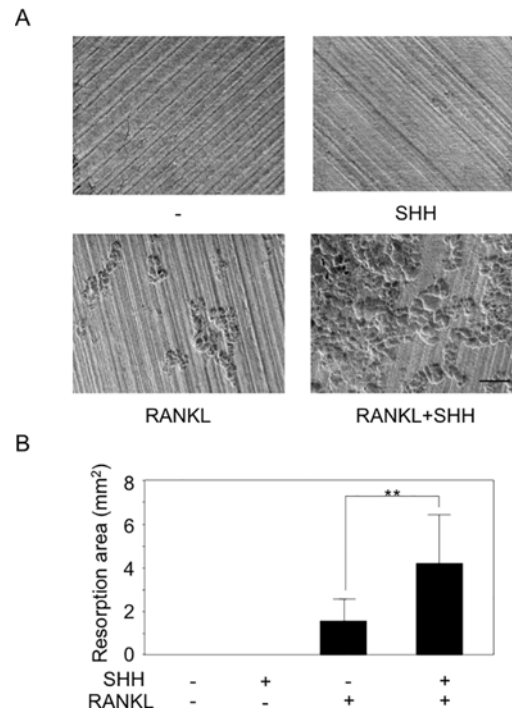 A
-
SHH
RANKL
RANKL+SHH
B
Resorption area (mm²)
8
6
4
2
0
**
SHH - + - +
RANKL - - + +